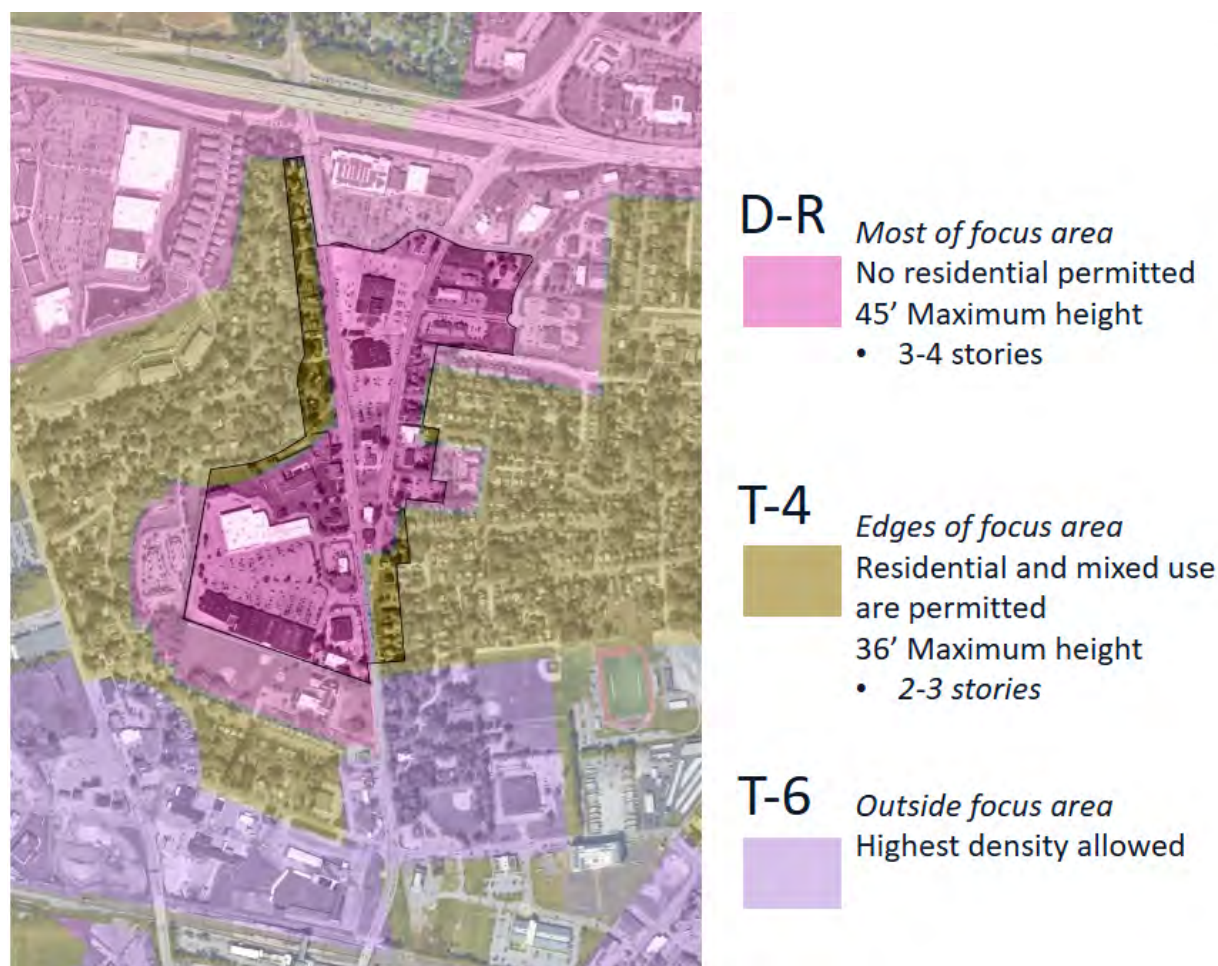 D-R
Most of focus area
No residential permitted
45’ Maximum height
• 3-4 stories
T-4
Edges of focus area
Residential and mixed use
are permitted
36’ Maximum height
• 2-3 stories
T-6
Outside focus area
Highest density allowed